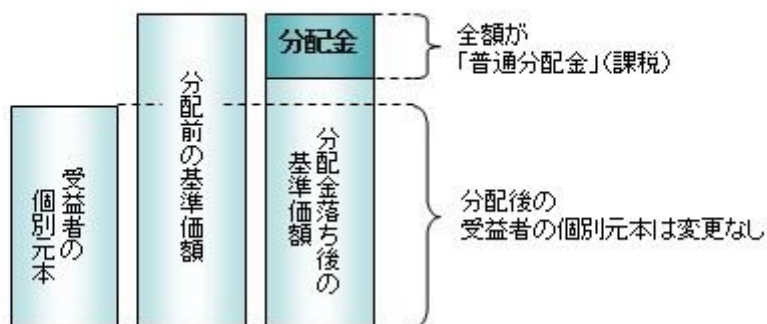 受益者の
個別元本
分配前の基準価額
分配金
分配金落ち後の
基準価額
全額が
「普通分配金」(課税)
分配後の
受益者の個別元本は変更なし